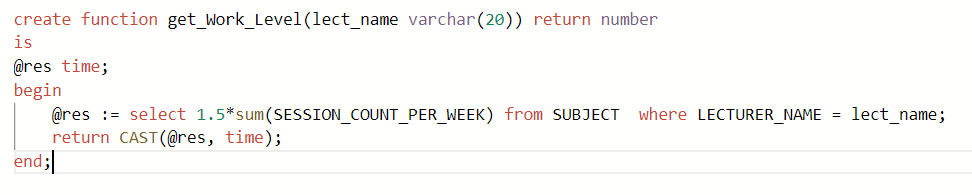 create function get_Work_Level(lect_name varchar(20)) return number
is
@res time;
begin
@res := select 1.5*sum(SESSION_COUNT_PER_WEEK) from SUBJECT  where LECTURER_NAME = lect_name;
return CAST(@res, time);
end;